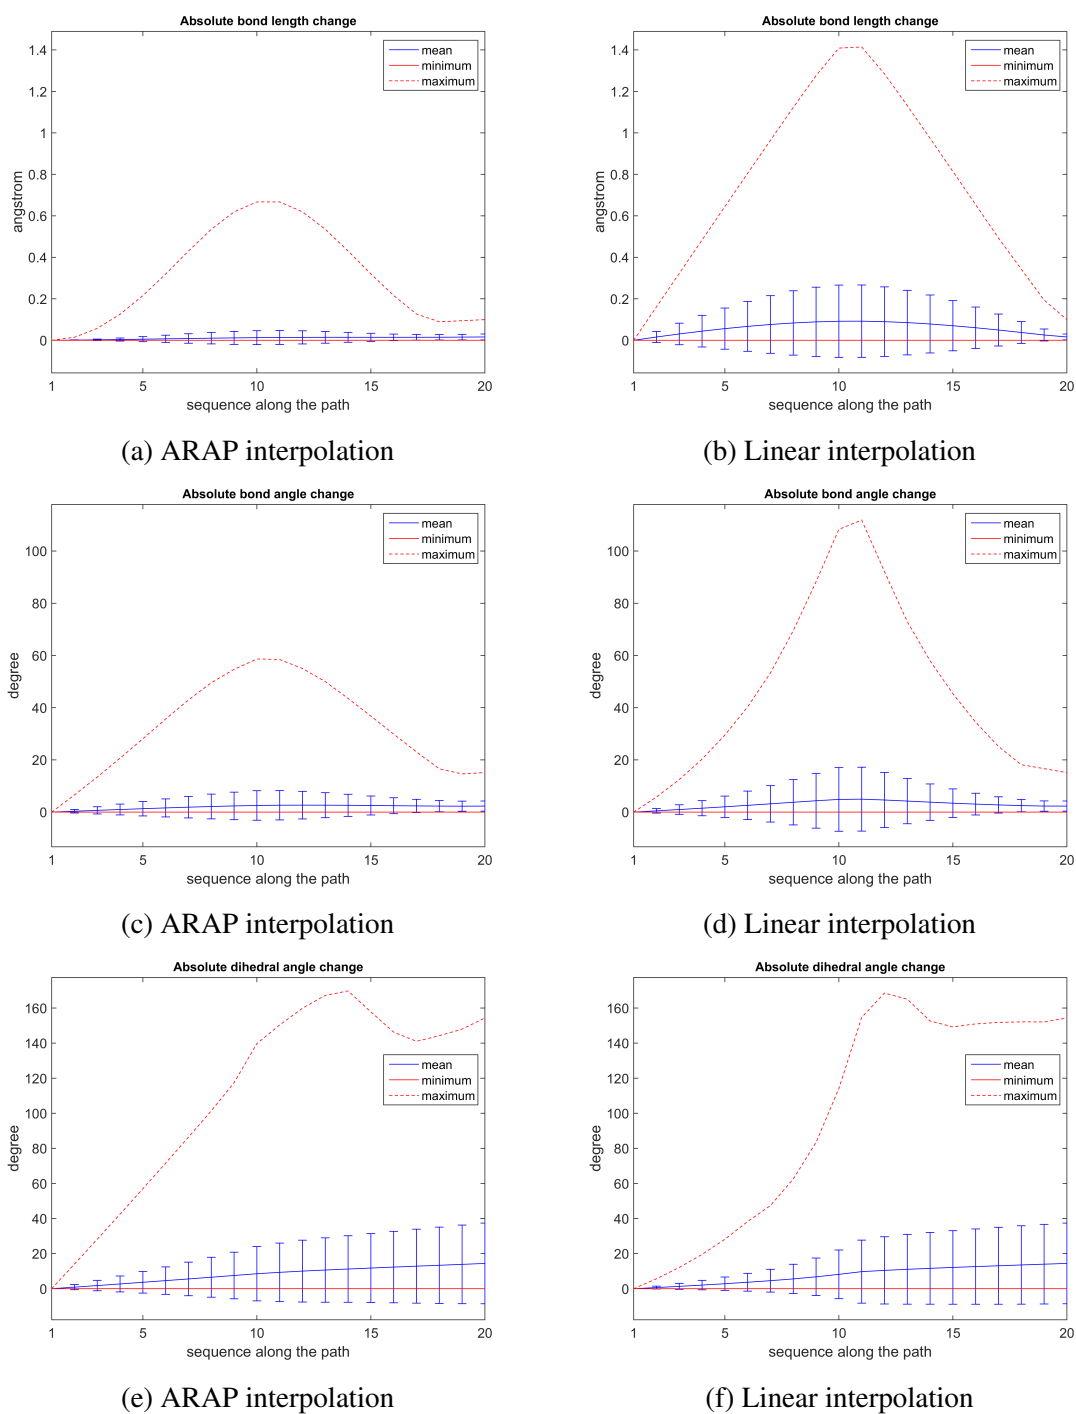 Absolute bond length change
1.4
1.2
1
0.8
0.6
0.4
0.2
0
angstrom
mean
minimum
maximum
1 5 10 15 20
sequence along the path
(a) ARAP interpolation
Absolute bond length change
1.4
1.2
1
0.8
0.6
0.4
0.2
0
angstrom
mean
minimum
maximum
1 5 10 15 20
sequence along the path
(b) Linear interpolation
Absolute bond angle change
100
80
60
40
20
0
degree
mean
minimum
maximum
1 5 10 15 20
sequence along the path
(c) ARAP interpolation
Absolute bond angle change
100
80
60
40
20
0
degree
mean
minimum
maximum
1 5 10 15 20
sequence along the path
(d) Linear interpolation
Absolute dihedral angle change
160
140
120
100
80
60
40
20
0
degree
mean
minimum
maximum
1 5 10 15 20
sequence along the path
(e) ARAP interpolation
Absolute dihedral angle change
160
140
120
100
80
60
40
20
0
degree
mean
minimum
maximum
1 5 10 15 20
sequence along the path
(f) Linear interpolation